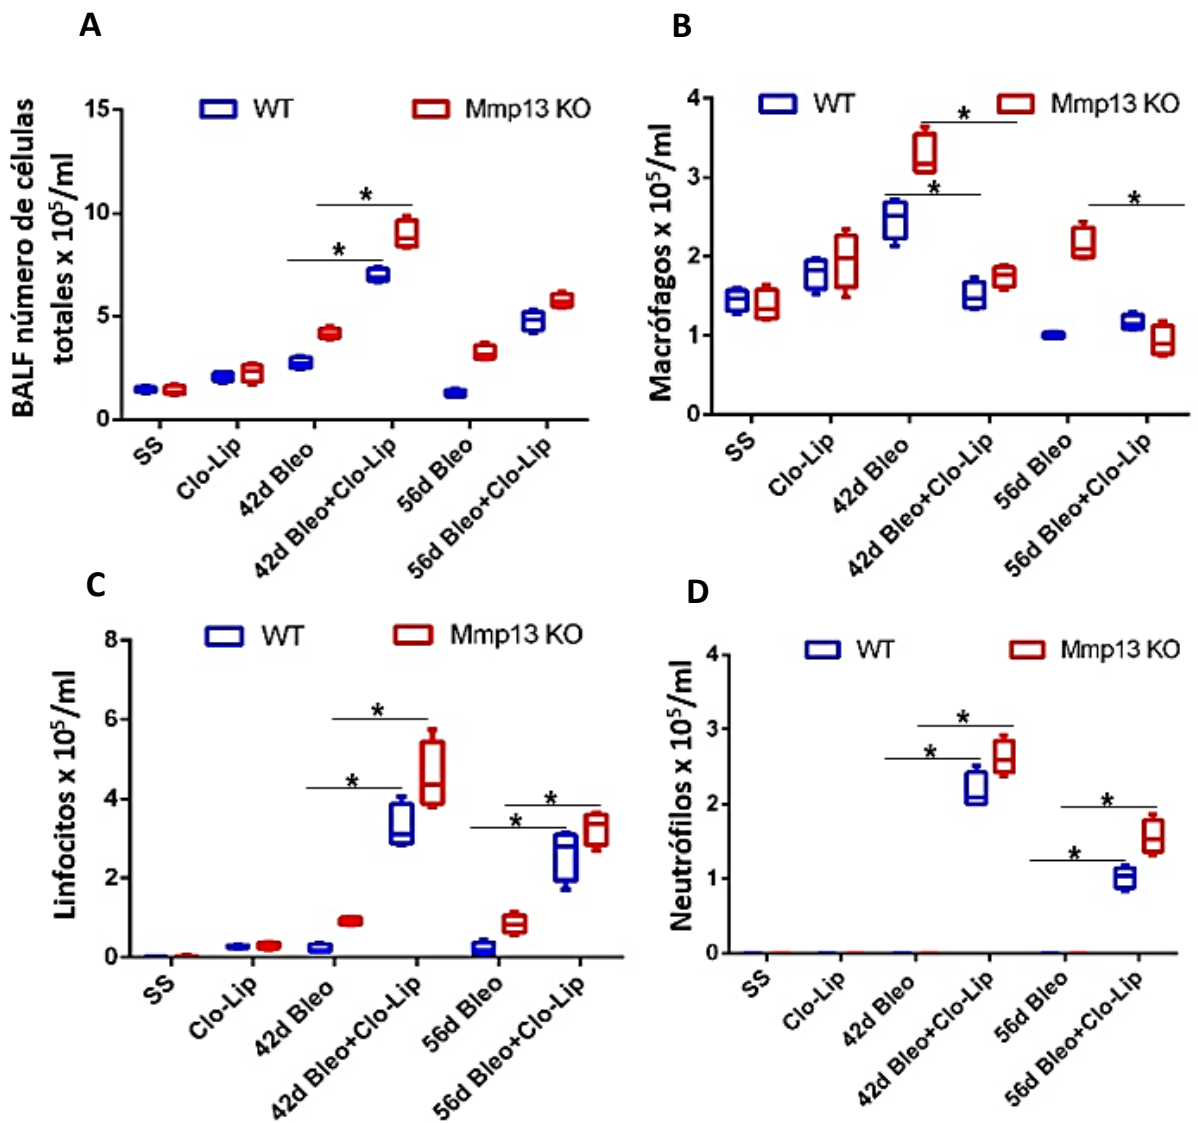 A
WT
Mmp13 KO
BALF número de células
totales x 10⁵/ml
15
10
5
0
*
*
SS
Clo-Lip
42d Bleo
42d Bleo+Clo-Lip
56d Bleo
56d Bleo+Clo-Lip
B
WT
Mmp13 KO
Macrófagos x 10⁵/ml
4
3
2
1
0
*
*
*
SS
Clo-Lip
42d Bleo
42d Bleo+Clo-Lip
56d Bleo
56d Bleo+Clo-Lip
C
WT
Mmp13 KO
Linfocitos x 10⁵/ml
8
6
4
2
0
*
*
*
*
SS
Clo-Lip
42d Bleo
42d Bleo+Clo-Lip
56d Bleo
56d Bleo+Clo-Lip
D
WT
Mmp13 KO
Neutrófilos x 10⁵/ml
4
3
2
1
0
*
*
*
*
SS
Clo-Lip
42d Bleo
42d Bleo+Clo-Lip
56d Bleo
56d Bleo+Clo-Lip